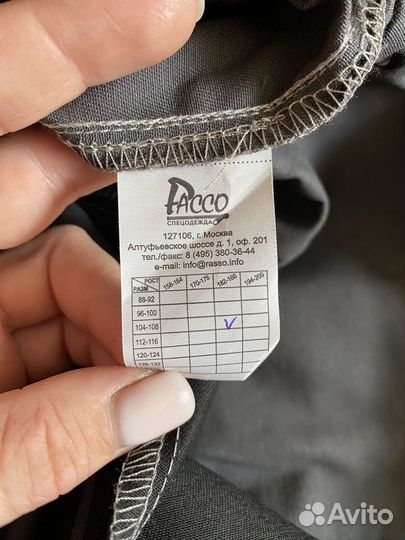 РАССО
СПЕЦОДЕЖДА
127106, г. Москва
Алтуфьевское шоссе д. 1, оф. 201
тел./факс: 8 (495) 380-36-44
e-mail: info@rasso.info
РОСТ 158-164 170-176 182-188 194-200
РАЗМ
88-92
96-100
104-108 V
112-116
120-124
128-132
Avito